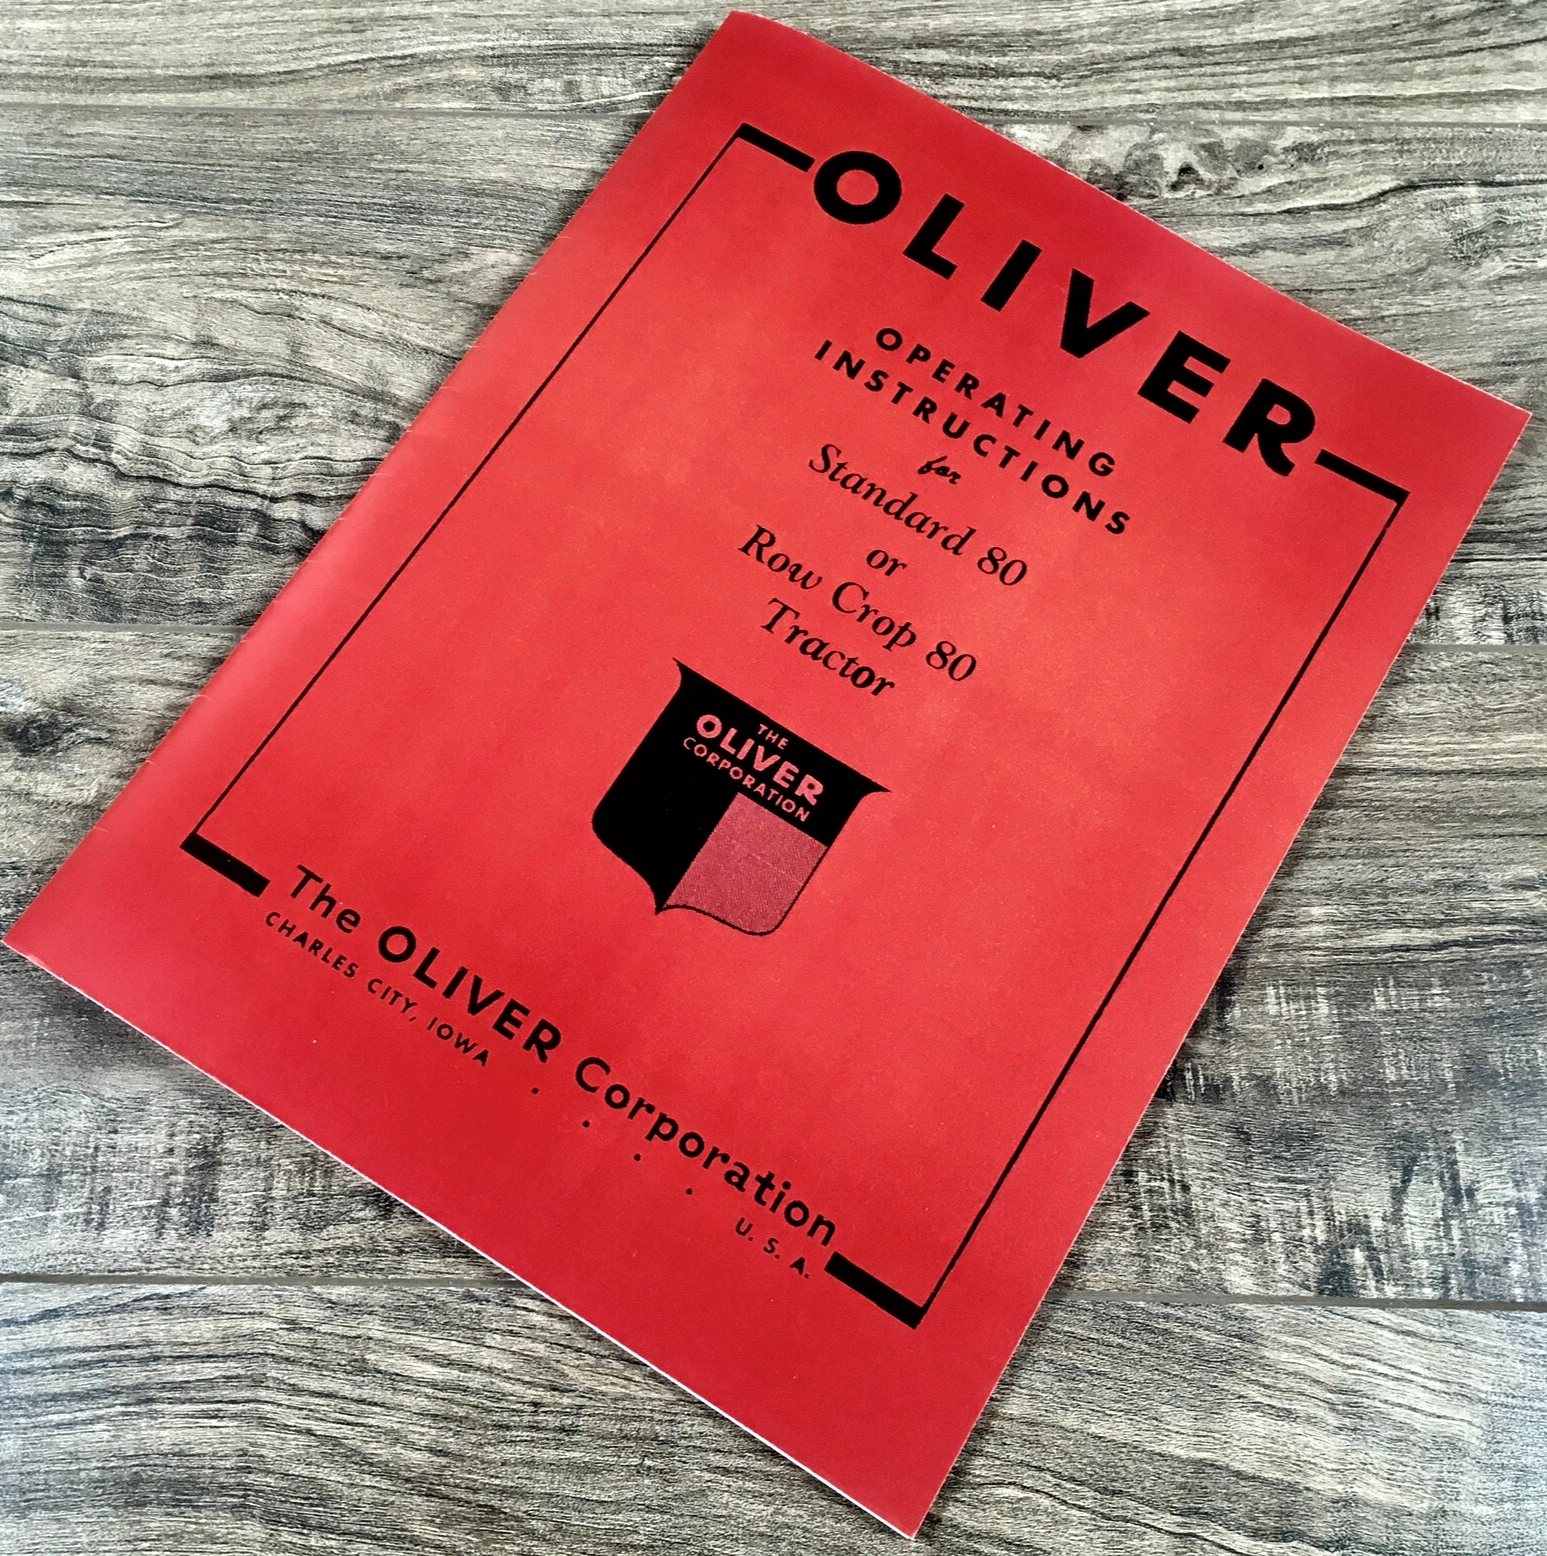 OLIVER
OPERATING
INSTRUCTIONS
for
Standard 80
or
Row Crop 80
Tractor
THE
OLIVER
CORPORATION
The OLIVER Corporation
CHARLES CITY, IOWA . . . . U. S. A.